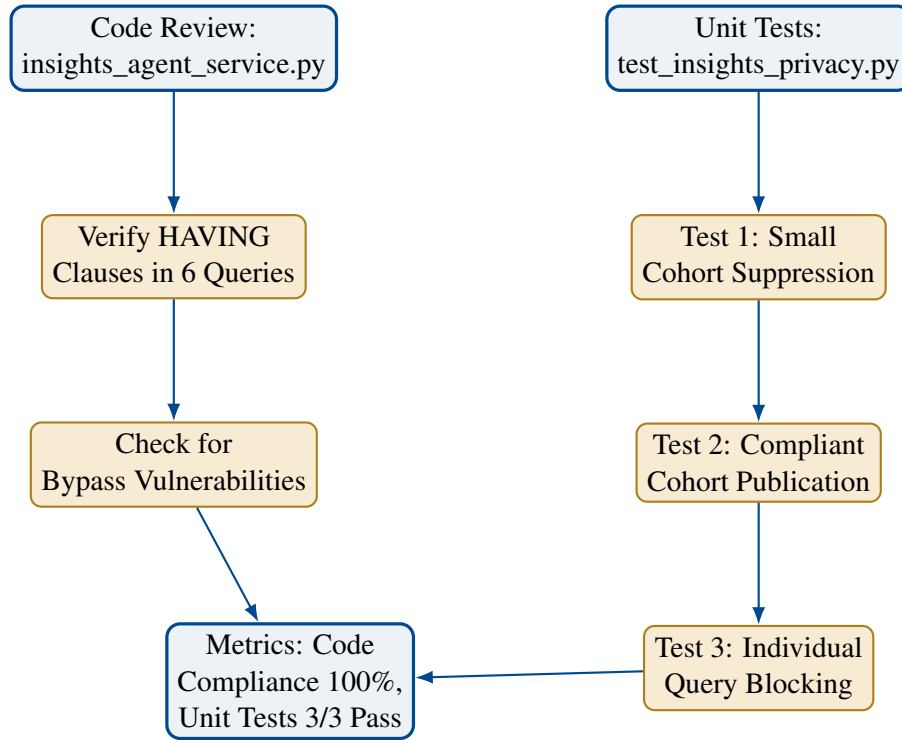 Code Review:
insights_agent_service.py
Verify HAVING
Clauses in 6 Queries
Check for
Bypass Vulnerabilities
Unit Tests:
test_insights_privacy.py
Test 1: Small
Cohort Suppression
Test 2: Compliant
Cohort Publication
Test 3: Individual
Query Blocking
Metrics: Code
Compliance 100%,
Unit Tests 3/3 Pass